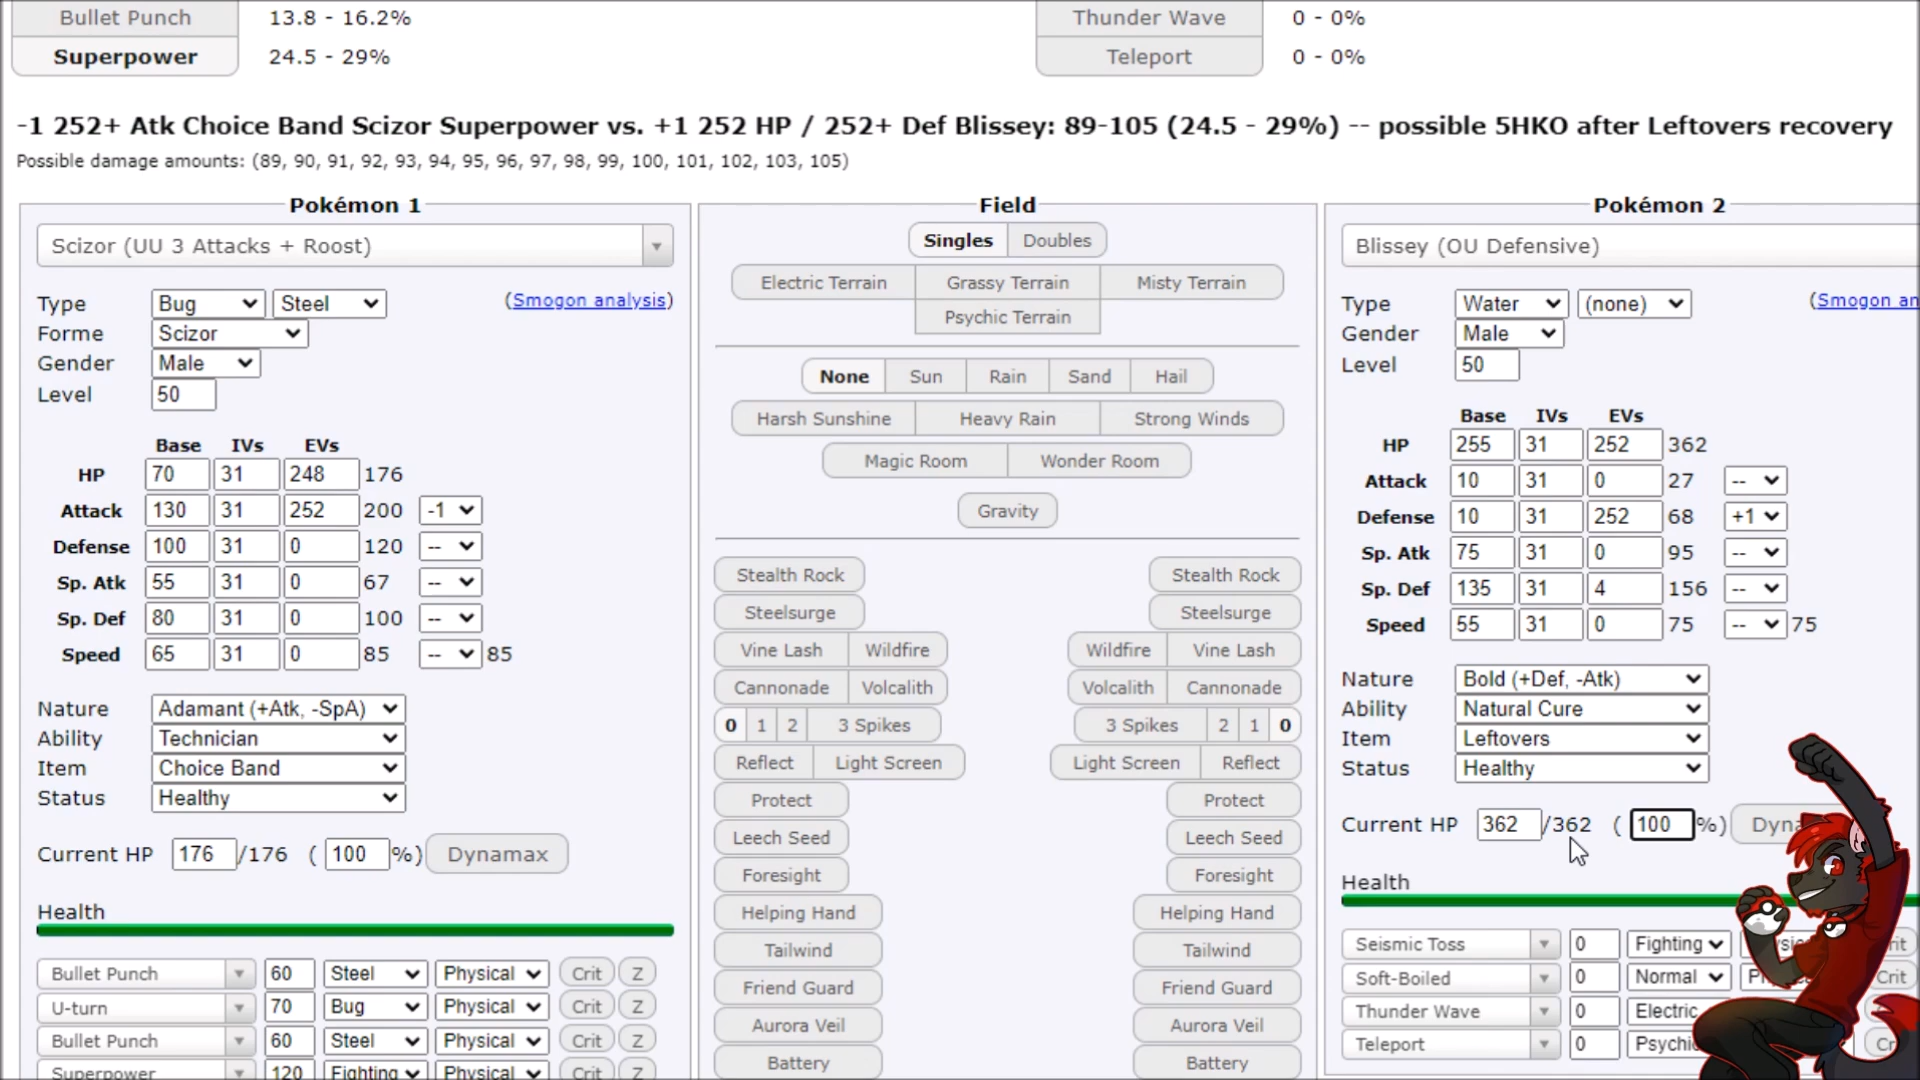 Bullet Punch 13.8 - 16.2% Thunder Wave 0 - 0%
Superpower 24.5 - 29% Teleport 0 - 0%
-1 252+ Atk Choice Band Scizor Superpower vs. +1 252 HP / 252+ Def Blissey: 89-105 (24.5 - 29%) -- possible 5HKO after Leftovers recovery
Possible damage amounts: (89, 90, 91, 92, 93, 94, 95, 96, 97, 98, 99, 100, 101, 102, 103, 105)
Pokémon 1
Scizor (UU 3 Attacks + Roost)
Type Bug Steel (Smogon analysis)
Forme Scizor
Gender Male
Level 50
Base IVs EVs
HP 70 31 248 176
Attack 130 31 252 200 -1
Defense 100 31 0 120 --
Sp. Atk 55 31 0 67 --
Sp. Def 80 31 0 100 --
Speed 65 31 0 85 -- 85
Nature Adamant (+Atk, -SpA)
Ability Technician
Item Choice Band
Status Healthy
Current HP 176 /176 ( 100 %) Dynamax
Health
Bullet Punch 60 Steel Physical Crit Z
U-turn 70 Bug Physical Crit Z
Bullet Punch 60 Steel Physical Crit Z
Superpower 120 Fighting Physical Crit Z
Field
Singles Doubles
Electric Terrain Grassy Terrain Misty Terrain
Psychic Terrain
None Sun Rain Sand Hail
Harsh Sunshine Heavy Rain Strong Winds
Magic Room Wonder Room
Gravity
Stealth Rock Stealth Rock
Steelsurge Steelsurge
Vine Lash Wildfire Wildfire Vine Lash
Cannonade Volcalith Volcalith Cannonade
0 1 2 3 Spikes 3 Spikes 2 1 0
Reflect Light Screen Light Screen Reflect
Protect Protect
Leech Seed Leech Seed
Foresight Foresight
Helping Hand Helping Hand
Tailwind Tailwind
Friend Guard Friend Guard
Aurora Veil Aurora Veil
Battery Battery
Pokémon 2
Blissey (OU Defensive)
Type Water (none) (Smogon an
Gender Male
Level 50
Base IVs EVs
HP 255 31 252 362
Attack 10 31 0 27 --
Defense 10 31 252 68 +1
Sp. Atk 75 31 0 95 --
Sp. Def 135 31 4 156 --
Speed 55 31 0 75 -- 75
Nature Bold (+Def, -Atk)
Ability Natural Cure
Item Leftovers
Status Healthy
Current HP 362 /362 ( 100 %) Dyna
Health
Seismic Toss 0 Fighting
Soft-Boiled 0 Normal Crit
Thunder Wave 0 Electric
Teleport 0 Psychic